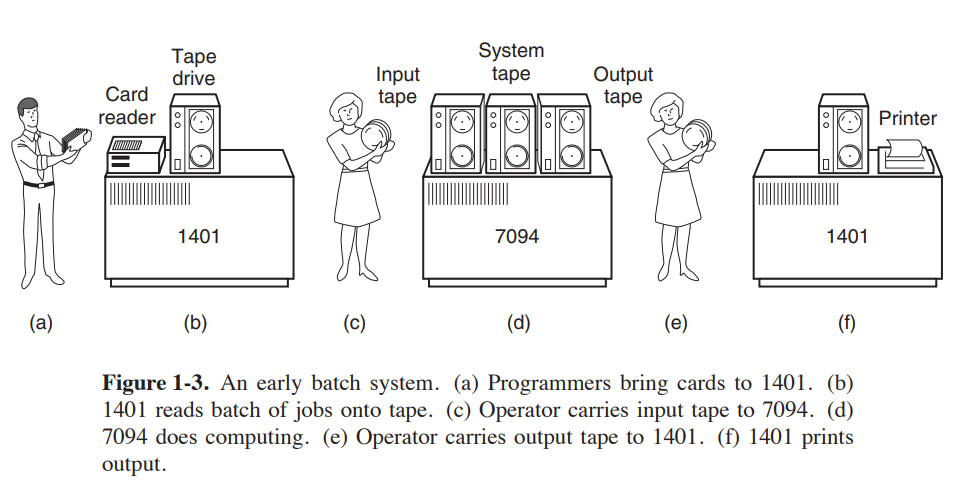 Tape
drive
Card
reader
Input
tape
System
tape
Output
tape
Printer
1401
7094
1401
(a)
(b)
(c)
(d)
(e)
(f)
Figure 1-3. An early batch system. (a) Programmers bring cards to 1401. (b)
1401 reads batch of jobs onto tape. (c) Operator carries input tape to 7094. (d)
7094 does computing. (e) Operator carries output tape to 1401. (f) 1401 prints
output.